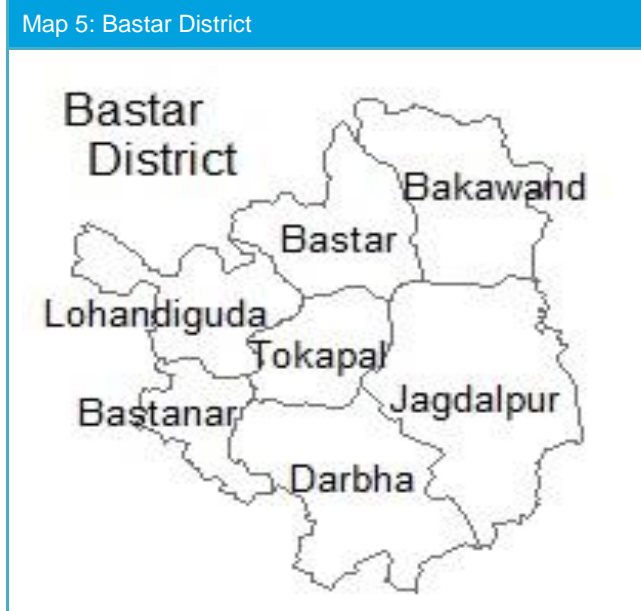 Map 5: Bastar District
Bastar
District
Bakawand
Bastar
Lohandiguda
Tokapal
Jagdalpur
Bastanar
Darbha